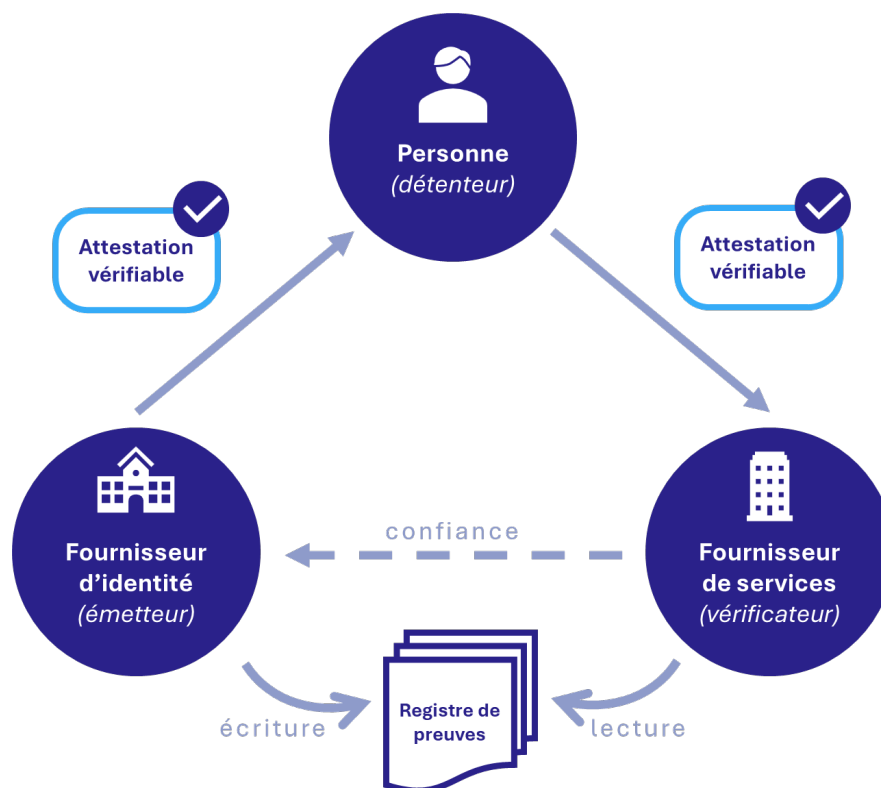 Personne
(détenteur)
Attestation
vérifiable
Attestation
vérifiable
Fournisseur
d’identité
(émetteur)
confiance
Fournisseur
de services
(vérificateur)
écriture
Registre de
preuves
lecture